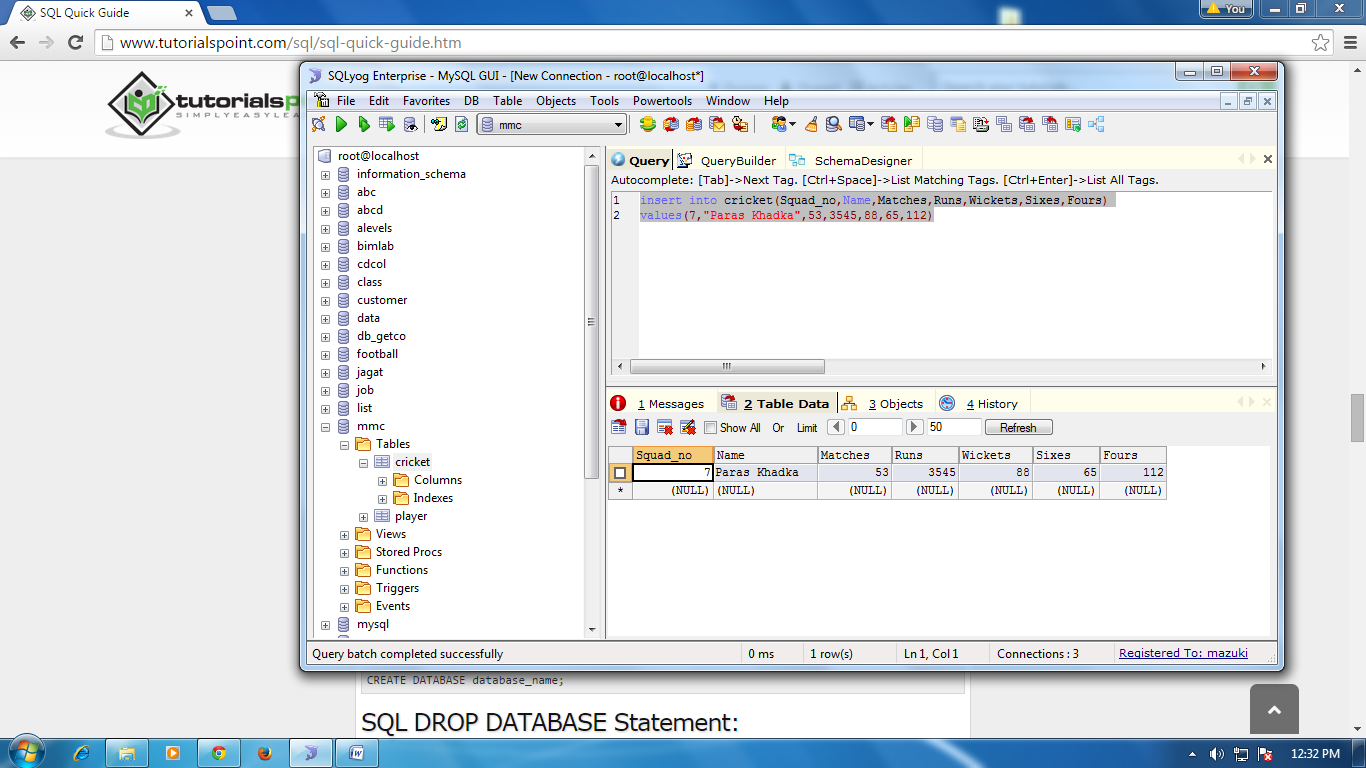 SQL Quick Guide
You
www.tutorialspoint.com/sql/sql-quick-guide.htm
SQLyog Enterprise - MySQL GUI - [New Connection - root@localhost*]
File Edit Favorites DB Table Objects Tools Powertools Window Help
mmc
root@localhost
information_schema
abc
abcd
alevels
bimlab
cdcol
class
customer
data
db_getco
football
jagat
job
list
mmc
Tables
cricket
Columns
Indexes
player
Views
Stored Procs
Functions
Triggers
Events
mysql
Query QueryBuilder SchemaDesigner
Autocomplete: [Tab]->Next Tag. [Ctrl+Space]->List Matching Tags. [Ctrl+Enter]->List All Tags.
1 insert into cricket(Squad_no,Name,Matches,Runs,Wickets,Sixes,Fours)
2 values(7,"Paras Khadka",53,3545,88,65,112)
1 Messages 2 Table Data 3 Objects 4 History
Show All Or Limit 0 50 Refresh
Squad_no Name Matches Runs Wickets Sixes Fours
7 Paras Khadka 53 3545 88 65 112
* (NULL) (NULL) (NULL) (NULL) (NULL) (NULL) (NULL)
Query batch completed successfully 0 ms 1 row(s) Ln 1, Col 1 Connections : 3 Registered To: mazuki
CREATE DATABASE database_name;
SQL DROP DATABASE Statement:
12:32 PM